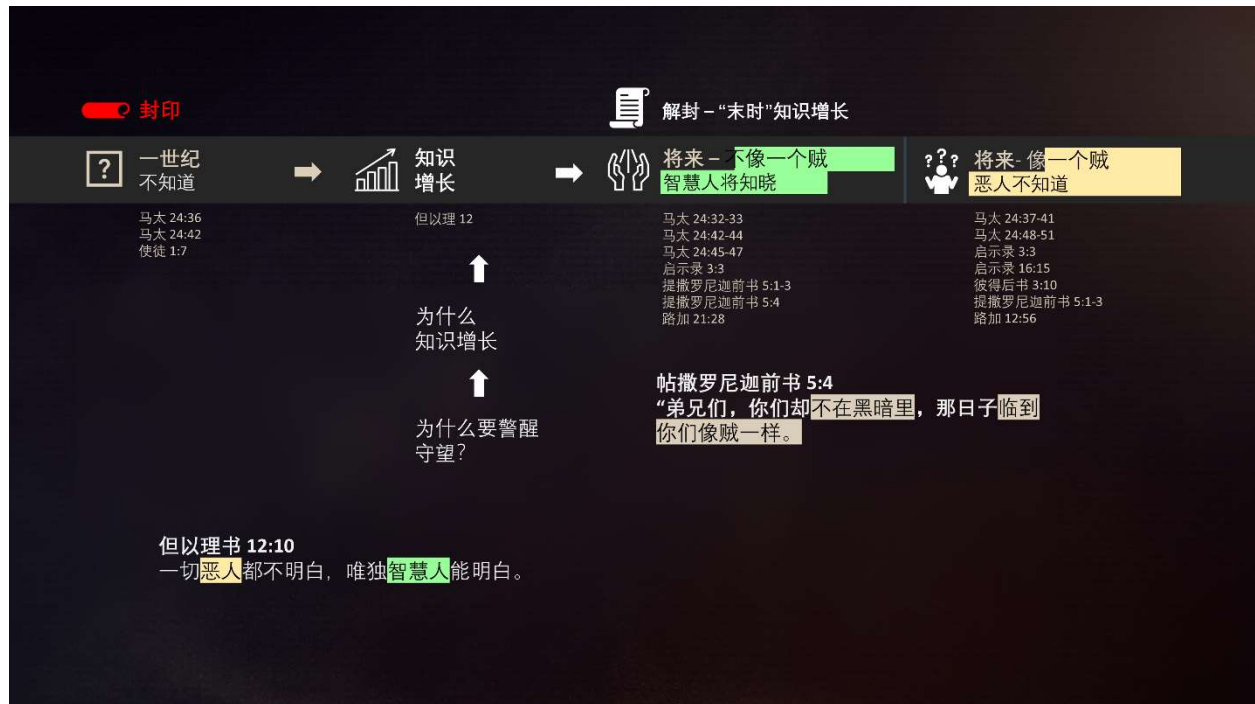 封印
解封 – “末时”知识增长
?
一世纪
不知道
知识
增长
将来 – 不像一个贼
智慧人将知晓
???
将来- 像一个贼
恶人不知道
马太 24:36
马太 24:42
使徒 1:7
但以理 12
马太 24:32-33
马太 24:42-44
马太 24:45-47
启示录 3:3
提撒罗尼迦前书 5:1-3
提撒罗尼迦前书 5:4
路加 21:28
马太 24:37-41
马太 24:48-51
启示录 3:3
启示录 16:15
彼得后书 3:10
提撒罗尼迦前书 5:1-3
路加 12:56
为什么
知识增长
为什么要警醒
守望?
帖撒罗尼迦前书 5:4
“弟兄们，你们却不在黑暗里，那日子临到
你们像贼一样。
但以理书 12:10
一切恶人都不明白，唯独智慧人能明白。